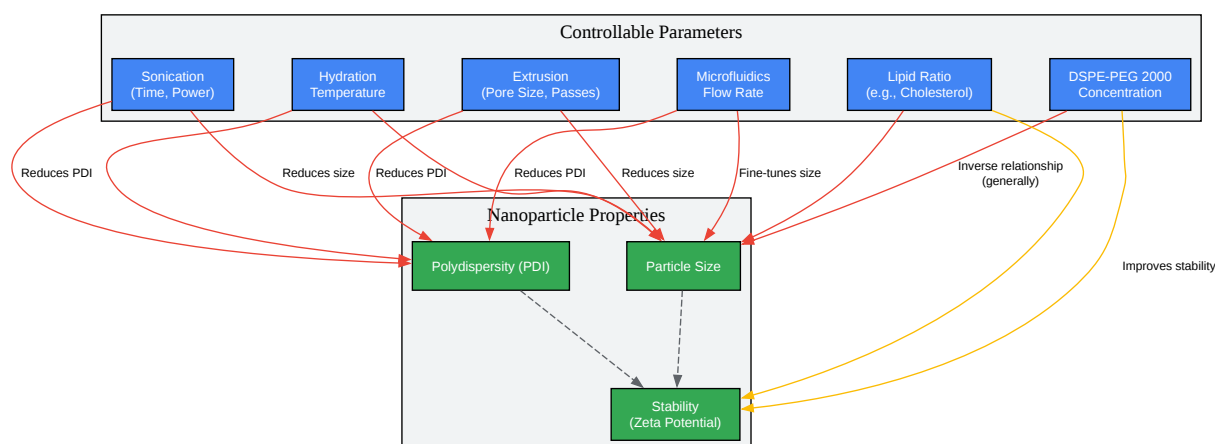 Controllable Parameters
Sonication
(Time, Power)
Hydration
Temperature
Extrusion
(Pore Size, Passes)
Microfluidics
Flow Rate
Lipid Ratio
(e.g., Cholesterol)
DSPE-PEG 2000
Concentration
Reduces PDI
Reduces size
Reduces PDI
Reduces PDI
Reduces size
Fine-tunes size
Inverse relationship
(generally)
Nanoparticle Properties
Polydispersity (PDI)
Particle Size
Improves stability
Stability
(Zeta Potential)